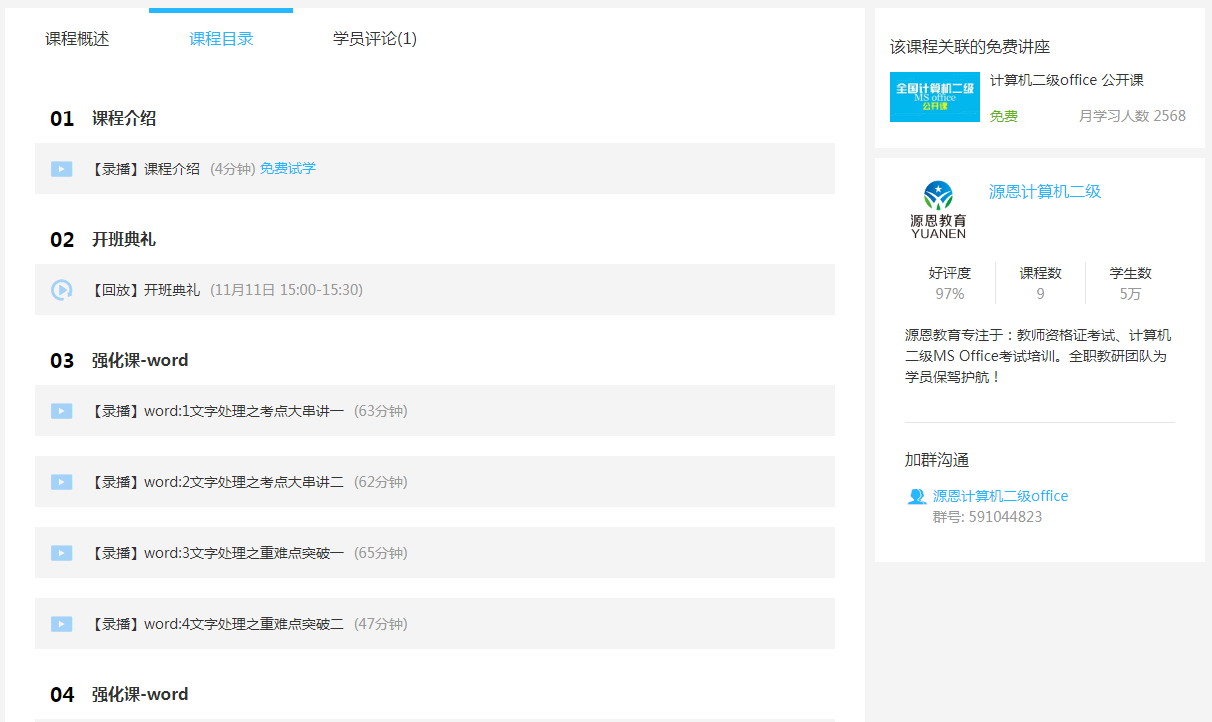 课程概述
课程目录
学员评论(1)
01 课程介绍
【录播】课程介绍 (4分钟) 免费试学
02 开班典礼
【回放】开班典礼 (11月11日 15:00-15:30)
03 强化课-word
【录播】word:1文字处理之考点大串讲一 (63分钟)
【录播】word:2文字处理之考点大串讲二 (62分钟)
【录播】word:3文字处理之重难点突破一 (65分钟)
【录播】word:4文字处理之重难点突破二 (47分钟)
04 强化课-word
该课程关联的免费讲座
全国计算机二级
MS office
公开课
计算机二级office 公开课
免费
月学习人数 2568
源恩教育
YUANEN
源恩计算机二级
好评度 课程数 学生数
97% 9 5万
源恩教育专注于：教师资格证考试、计算机
二级MS Office考试培训。全职教研团队为
学员保驾护航！
加群沟通
源恩计算机二级office
群号: 591044823